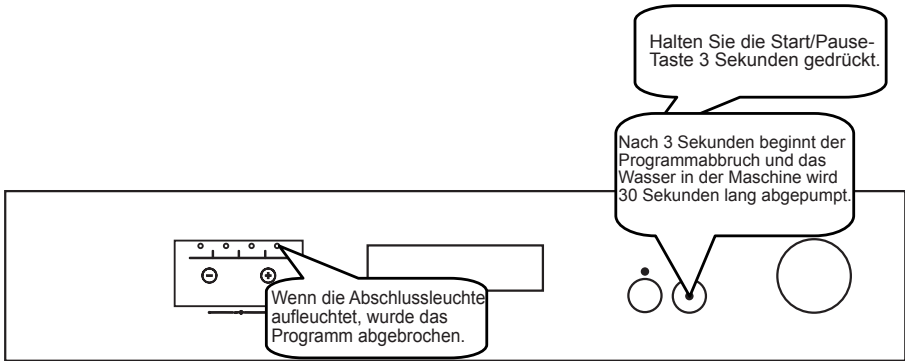 Halten Sie die Start/Pause-
Taste 3 Sekunden gedrückt.
Nach 3 Sekunden beginnt der
Programmabbruch und das
Wasser in der Maschine wird
30 Sekunden lang abgepumpt.
Wenn die Abschlussleuchte
aufleuchtet, wurde das
Programm abgebrochen.